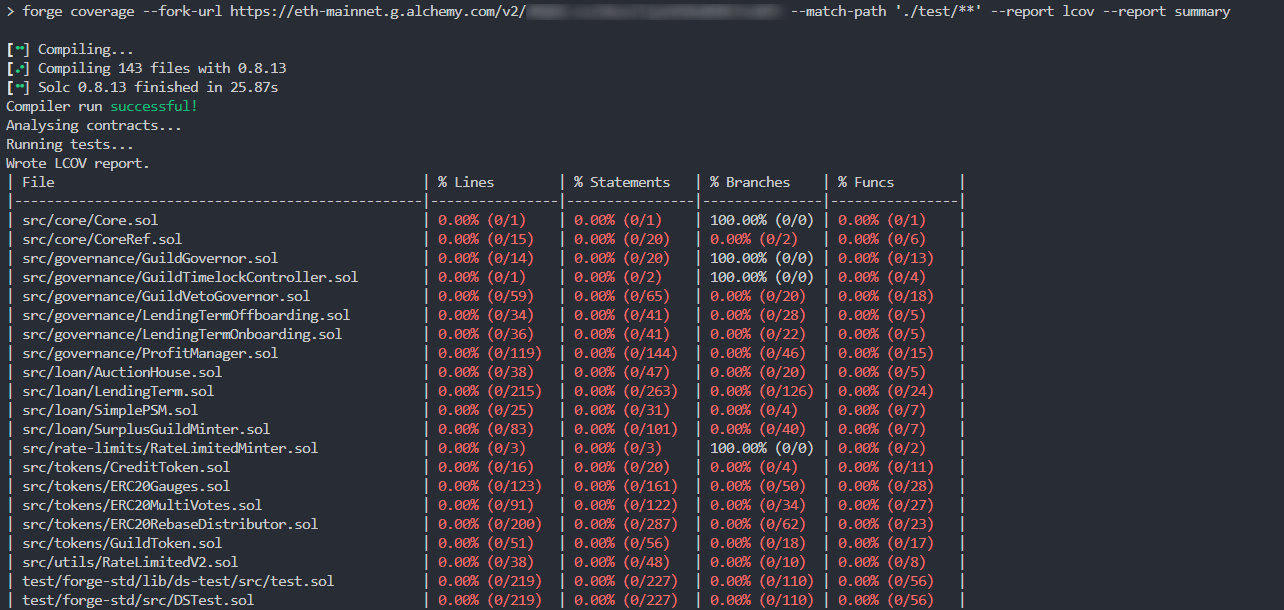 > forge coverage --fork-url https://eth-mainnet.g.alchemy.com/v2/ --match-path './test/**' --report lcov --report summary
[⠒] Compiling...
[⠔] Compiling 143 files with 0.8.13
[⠒] Solc 0.8.13 finished in 25.87s
Compiler run successful!
Analysing contracts...
Running tests...
Wrote LCOV report.
| File | % Lines | % Statements | % Branches | % Funcs |
|--------------------------------------------------|----------------|----------------|---------------|---------------|
| src/core/Core.sol | 0.00% (0/1) | 0.00% (0/1) | 100.00% (0/0) | 0.00% (0/1) |
| src/core/CoreRef.sol | 0.00% (0/15) | 0.00% (0/20) | 0.00% (0/2) | 0.00% (0/6) |
| src/governance/GuildGovernor.sol | 0.00% (0/14) | 0.00% (0/20) | 100.00% (0/0) | 0.00% (0/13) |
| src/governance/GuildTimelockController.sol | 0.00% (0/1) | 0.00% (0/2) | 100.00% (0/0) | 0.00% (0/4) |
| src/governance/GuildVetoGovernor.sol | 0.00% (0/59) | 0.00% (0/65) | 0.00% (0/20) | 0.00% (0/18) |
| src/governance/LendingTermOffboarding.sol | 0.00% (0/34) | 0.00% (0/41) | 0.00% (0/28) | 0.00% (0/5) |
| src/governance/LendingTermOnboarding.sol | 0.00% (0/36) | 0.00% (0/41) | 0.00% (0/22) | 0.00% (0/5) |
| src/governance/ProfitManager.sol | 0.00% (0/119) | 0.00% (0/144) | 0.00% (0/46) | 0.00% (0/15) |
| src/loan/AuctionHouse.sol | 0.00% (0/38) | 0.00% (0/47) | 0.00% (0/20) | 0.00% (0/5) |
| src/loan/LendingTerm.sol | 0.00% (0/215) | 0.00% (0/263) | 0.00% (0/126) | 0.00% (0/24) |
| src/loan/SimplePSM.sol | 0.00% (0/25) | 0.00% (0/31) | 0.00% (0/4) | 0.00% (0/7) |
| src/loan/SurplusGuildMinter.sol | 0.00% (0/83) | 0.00% (0/101) | 0.00% (0/40) | 0.00% (0/7) |
| src/rate-limits/RateLimitedMinter.sol | 0.00% (0/3) | 0.00% (0/3) | 100.00% (0/0) | 0.00% (0/2) |
| src/tokens/CreditToken.sol | 0.00% (0/16) | 0.00% (0/20) | 0.00% (0/4) | 0.00% (0/11) |
| src/tokens/ERC20Gauges.sol | 0.00% (0/123) | 0.00% (0/161) | 0.00% (0/50) | 0.00% (0/28) |
| src/tokens/ERC20MultiVotes.sol | 0.00% (0/91) | 0.00% (0/122) | 0.00% (0/34) | 0.00% (0/27) |
| src/tokens/ERC20RebaseDistributor.sol | 0.00% (0/200) | 0.00% (0/287) | 0.00% (0/62) | 0.00% (0/23) |
| src/tokens/GuildToken.sol | 0.00% (0/51) | 0.00% (0/56) | 0.00% (0/18) | 0.00% (0/17) |
| src/utils/RateLimitedV2.sol | 0.00% (0/38) | 0.00% (0/48) | 0.00% (0/10) | 0.00% (0/8) |
| test/forge-std/lib/ds-test/src/test.sol | 0.00% (0/219) | 0.00% (0/227) | 0.00% (0/110) | 0.00% (0/56) |
| test/forge-std/src/DSTest.sol | 0.00% (0/219) | 0.00% (0/227) | 0.00% (0/110) | 0.00% (0/56) |